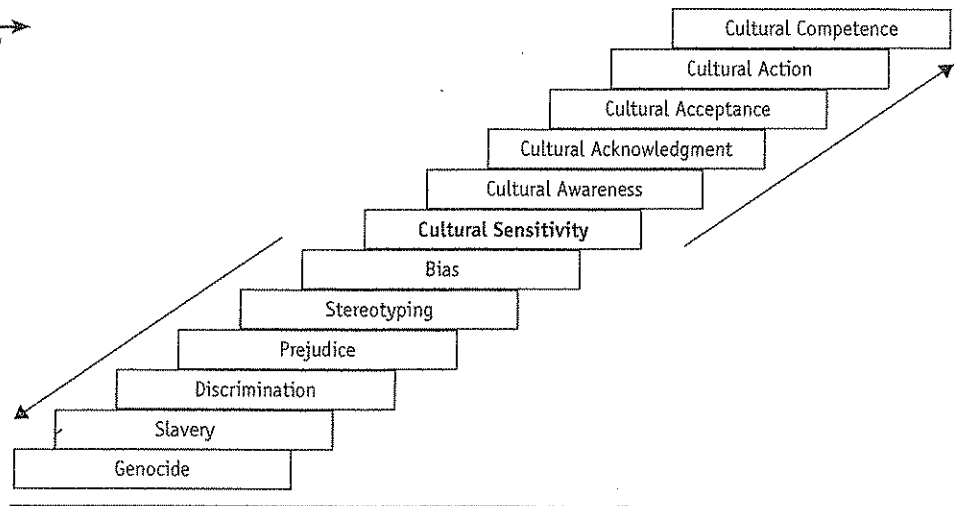 Cultural Competence
Cultural Action
Cultural Acceptance
Cultural Acknowledgment
Cultural Awareness
Cultural Sensitivity
Bias
Stereotyping
Prejudice
Discrimination
Slavery
Genocide